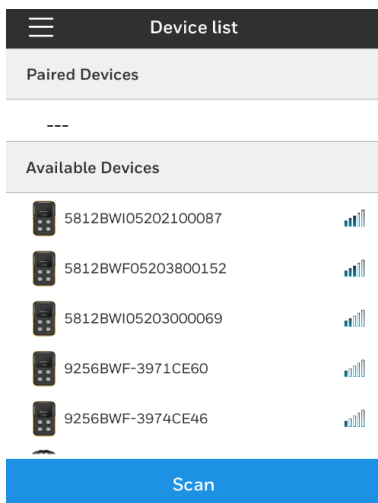 Device list
Paired Devices
---
Available Devices
5812BWI05202100087
5812BWF05203800152
5812BWI05203000069
9256BWF-3971CE60
9256BWF-3974CE46
Scan